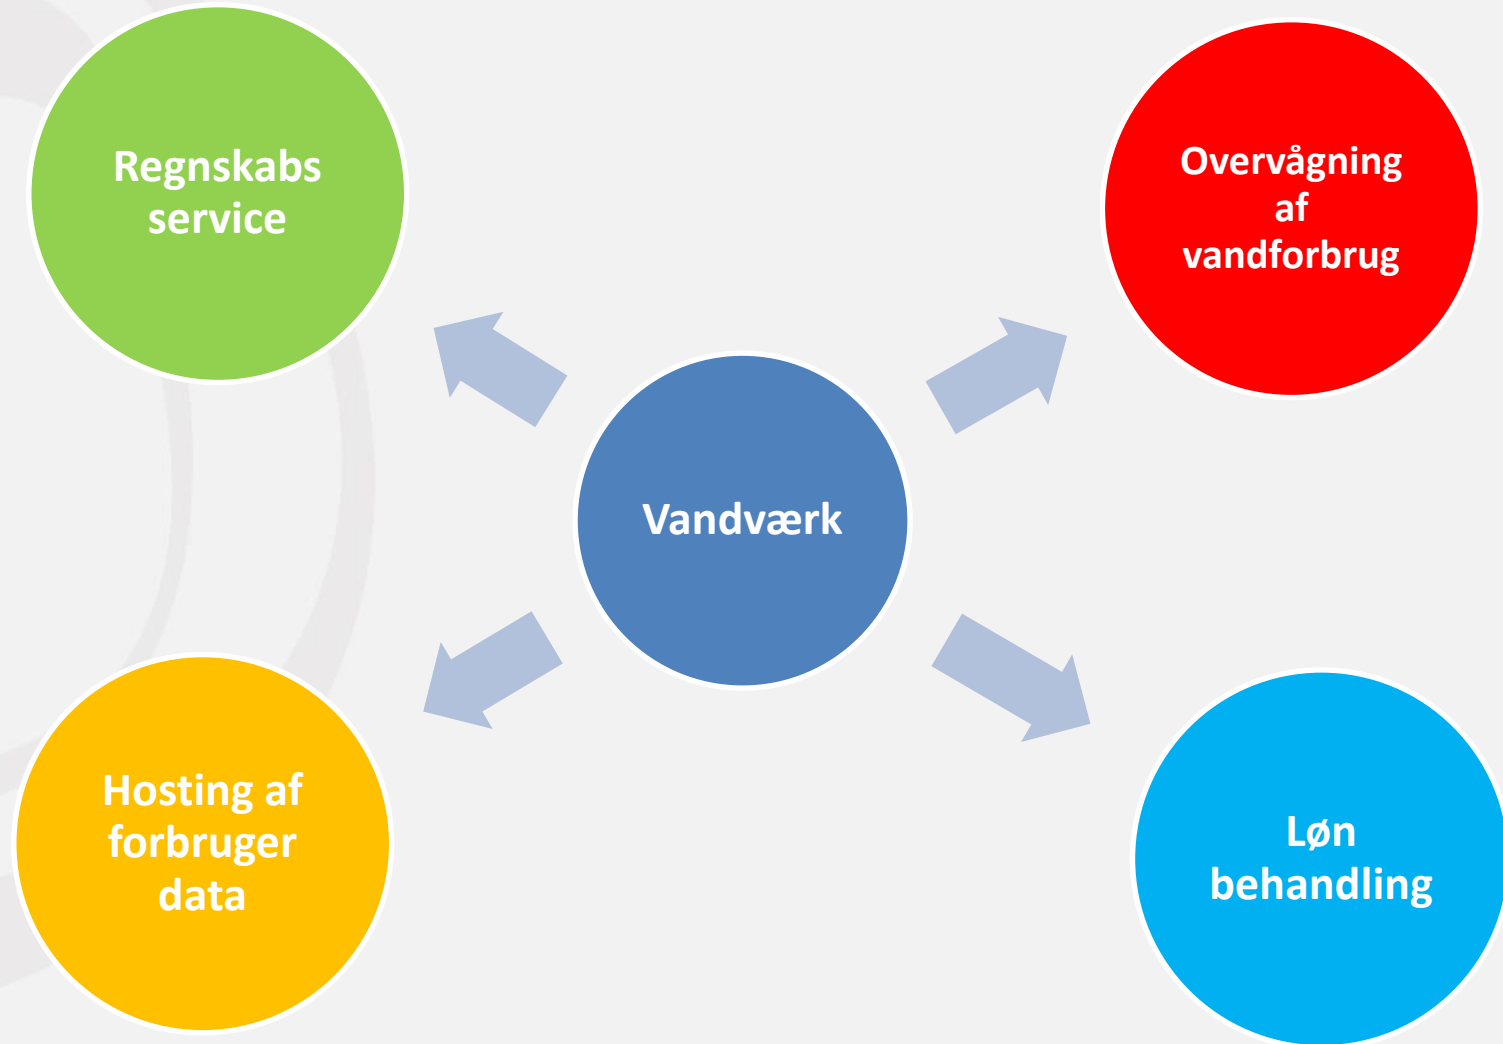 Regnskabs
service
Overvågning
af
vandforbrug
Vandværk
Hosting af
forbruger
data
Løn
behandling